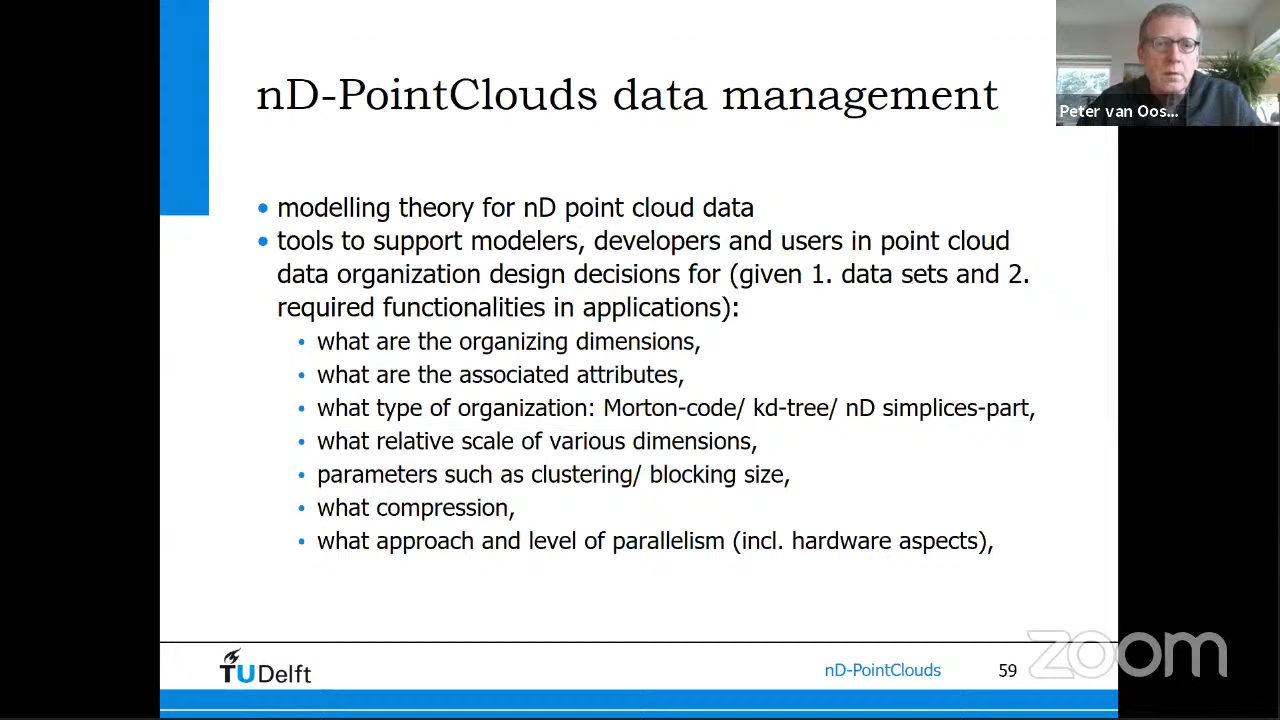 nD-PointClouds data management
Peter van Oos...
• modelling theory for nD point cloud data
• tools to support modelers, developers and users in point cloud
data organization design decisions for (given 1. data sets and 2.
required functionalities in applications):
• what are the organizing dimensions,
• what are the associated attributes,
• what type of organization: Morton-code/ kd-tree/ nD simplices-part,
• what relative scale of various dimensions,
• parameters such as clustering/ blocking size,
• what compression,
• what approach and level of parallelism (incl. hardware aspects),
TUDelft
nD-PointClouds
59
zoom